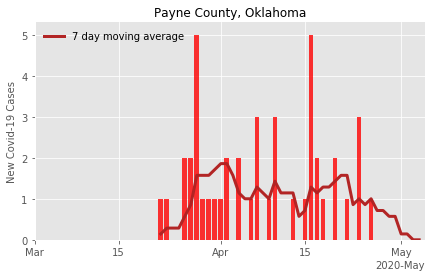 Payne County, Oklahoma
7 day moving average
New Covid-19 Cases
5
4
3
2
1
0
Mar 15 Apr 15 May
2020-May